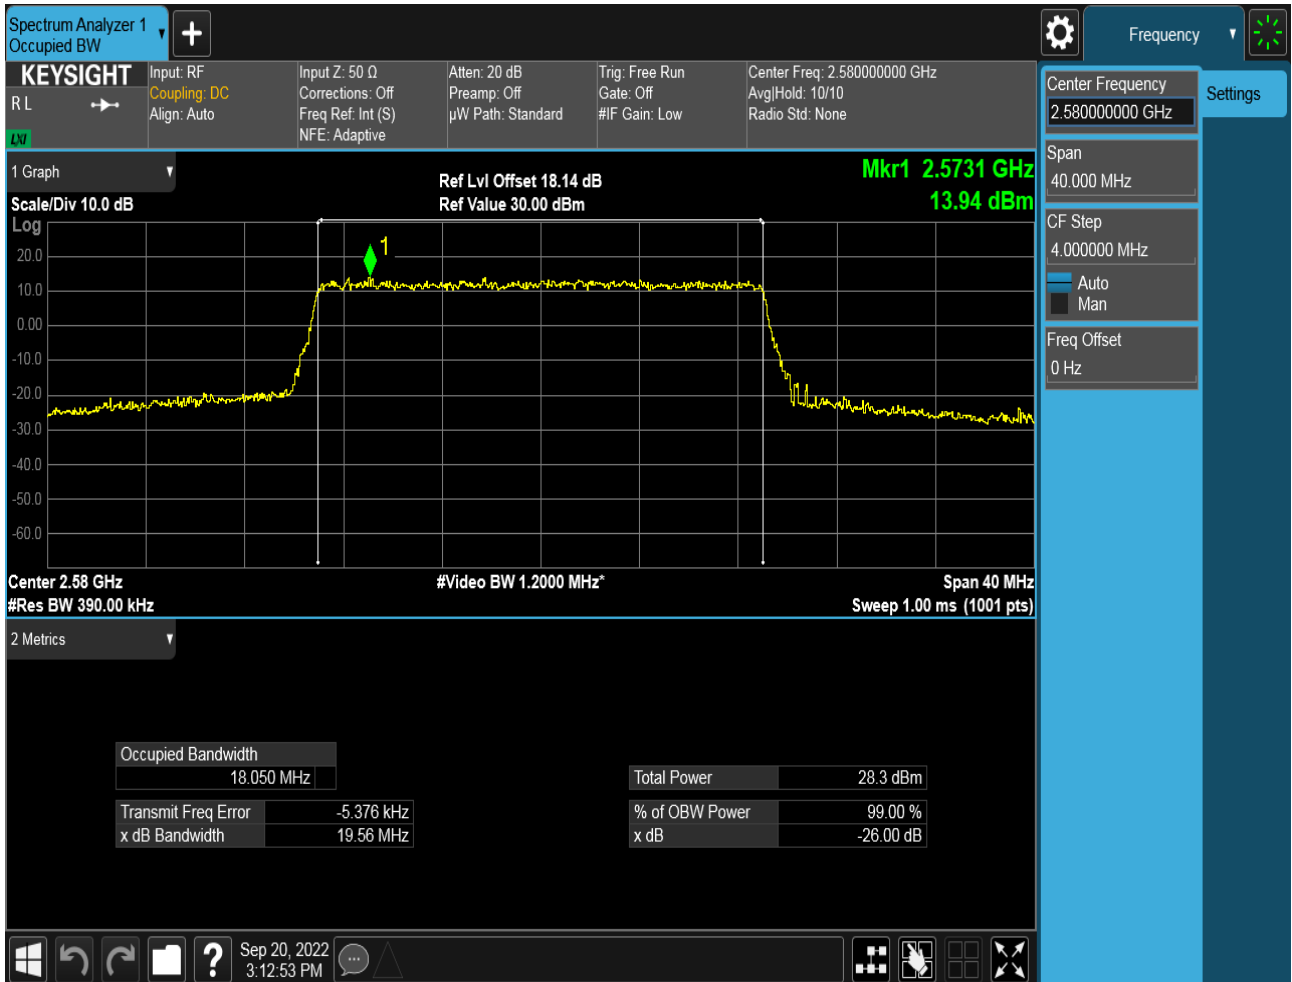 Spectrum Analyzer 1
Occupied BW
Frequency
KEYSIGHT
R L
LXI
Input: RF
Coupling: DC
Align: Auto
Input Z: 50 Ω
Corrections: Off
Freq Ref: Int (S)
NFE: Adaptive
Atten: 20 dB
Preamp: Off
µW Path: Standard
Trig: Free Run
Gate: Off
#IF Gain: Low
Center Freq: 2.580000000 GHz
Avg|Hold: 10/10
Radio Std: None
Center Frequency
2.580000000 GHz
Settings
Span
40.000 MHz
CF Step
4.000000 MHz
Auto
Man
Freq Offset
0 Hz
1 Graph
Ref Lvl Offset 18.14 dB
Mkr1 2.5731 GHz
Scale/Div 10.0 dB
Ref Value 30.00 dBm
13.94 dBm
Log
1
20.0
10.0
0.00
-10.0
-20.0
-30.0
-40.0
-50.0
-60.0
Center 2.58 GHz
#Video BW 1.2000 MHz*
Span 40 MHz
#Res BW 390.00 kHz
Sweep 1.00 ms (1001 pts)
2 Metrics
Occupied Bandwidth
18.050 MHz
Total Power 28.3 dBm
Transmit Freq Error -5.376 kHz
% of OBW Power 99.00 %
x dB Bandwidth 19.56 MHz
x dB -26.00 dB
?
Sep 20, 2022
3:12:53 PM